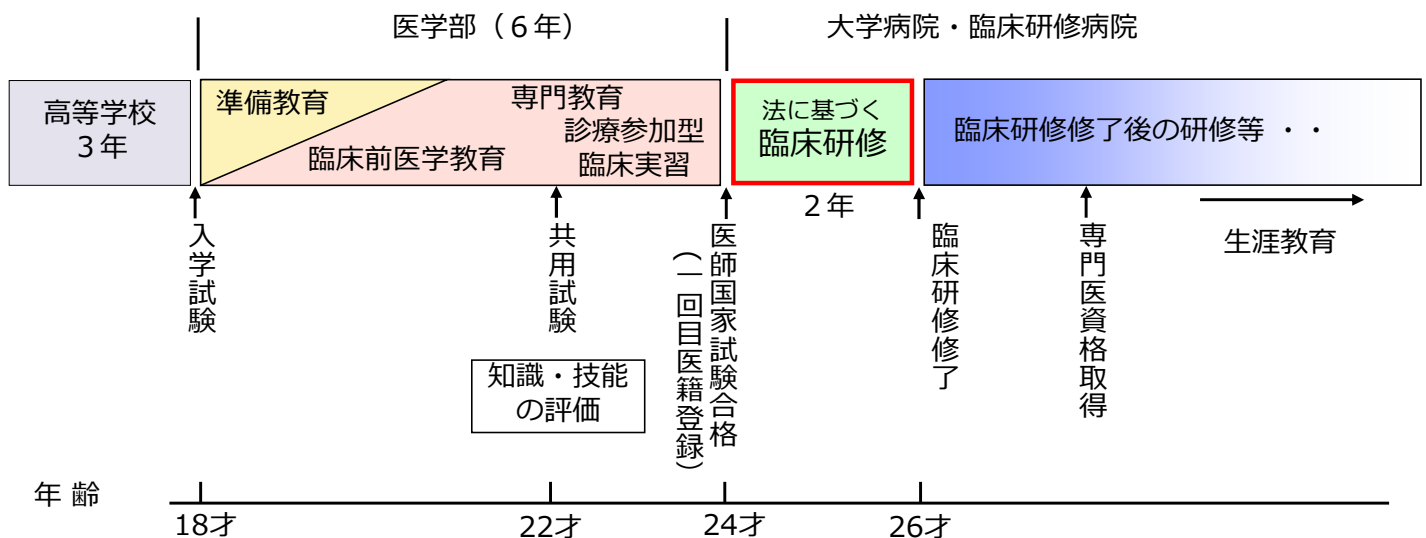 医学部（６年）
大学病院・臨床研修病院
高等学校
３年
準備教育
臨床前医学教育
専門教育
診療参加型
臨床実習
法に基づく
臨床研修
２年
臨床研修修了後の研修等 ・・
生涯教育
入学試験
共用試験
知識・技能
の評価
医師国家試験合格
（一回目医籍登録）
臨床研修修了
専門医資格取得
年 齢
18才
22才
24才
26才